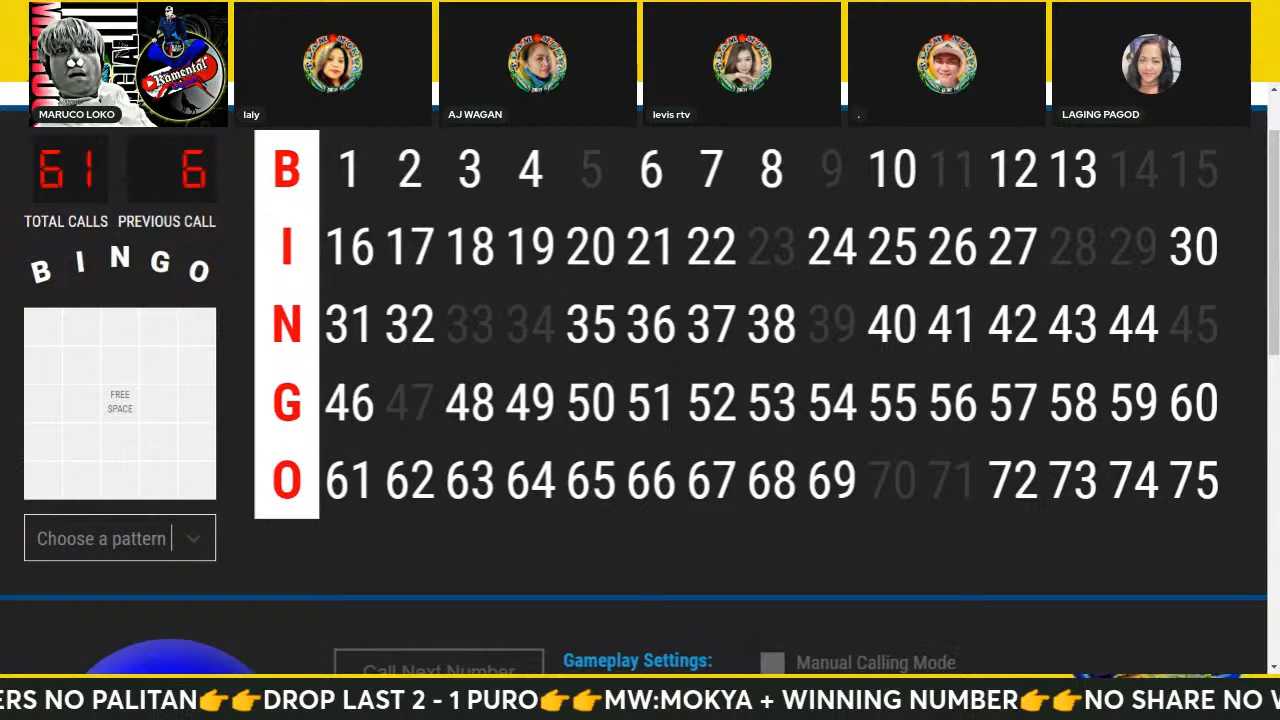 MARUCO LOKO
Ramental
laly
AJ WAGAN
levis rtv
.
LAGING PAGOD
61 6
TOTAL CALLS PREVIOUS CALL
B I N G O
FREE
SPACE
Choose a pattern
B 1 2 3 4 5 6 7 8 9 10 11 12 13 14 15
I 16 17 18 19 20 21 22 23 24 25 26 27 28 29 30
N 31 32 33 34 35 36 37 38 39 40 41 42 43 44 45
G 46 47 48 49 50 51 52 53 54 55 56 57 58 59 60
O 61 62 63 64 65 66 67 68 69 70 71 72 73 74 75
Call Next Number
Gameplay Settings:
Manual Calling Mode
ERS NO PALITAN👉👉DROP LAST 2 - 1 PURO👉👉MW:MOKYA + WINNING NUMBER👉👉NO SHARE NO